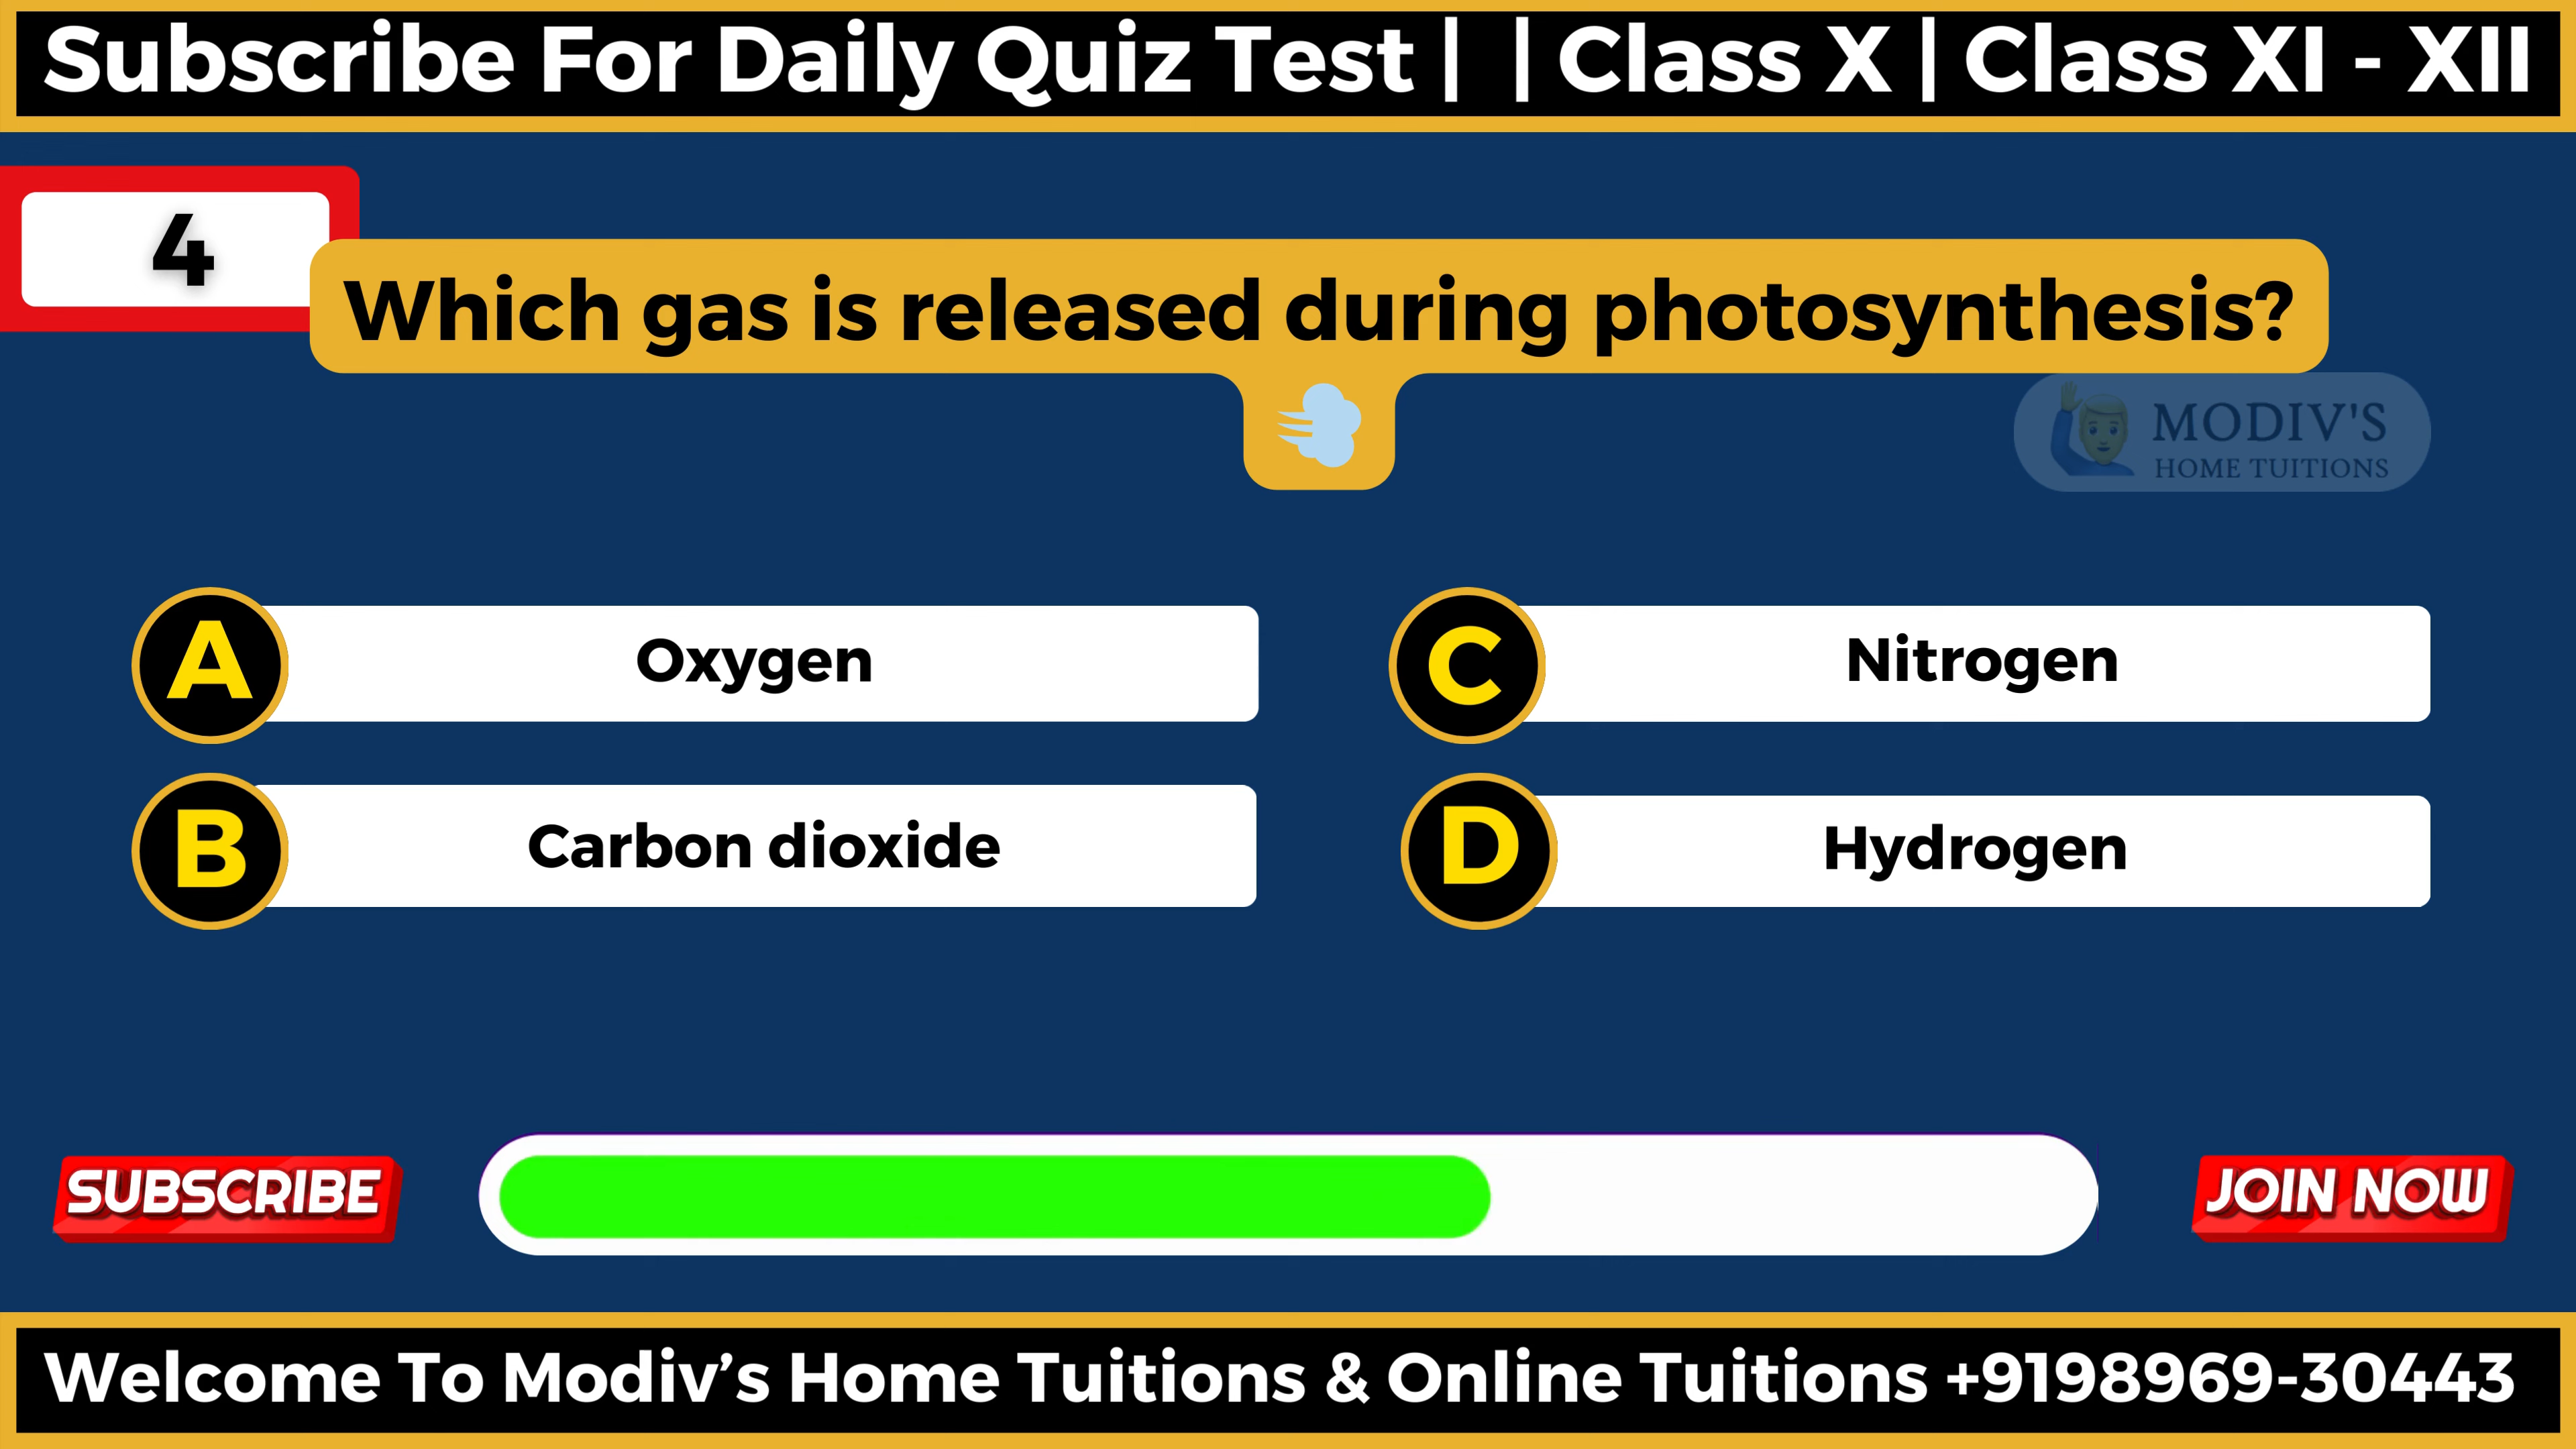 Subscribe For Daily Quiz Test | | Class X | Class XI - XII
4
Which gas is released during photosynthesis?
MODIV'S
HOME TUITIONS
A
Oxygen
B
Carbon dioxide
C
Nitrogen
D
Hydrogen
SUBSCRIBE
JOIN NOW
Welcome To Modiv’s Home Tuitions & Online Tuitions +9198969-30443